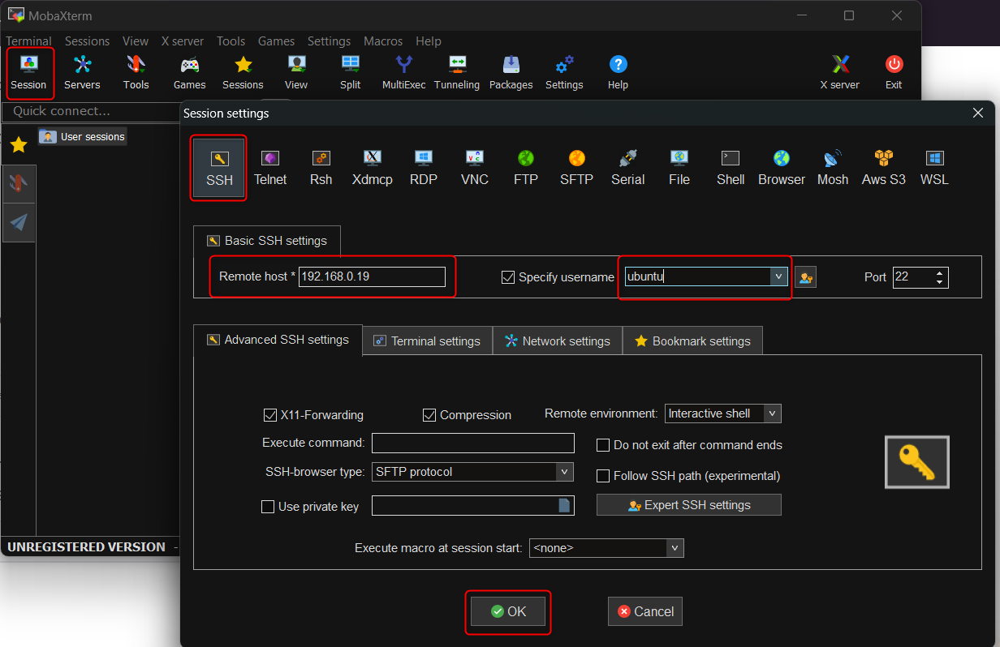 MobaXterm
Terminal Sessions View X server Tools Games Settings Macros Help
Session Servers Tools Games Sessions View Split MultiExec Tunneling Packages Settings Help X server Exit
Quick connect...
Session settings
User sessions
SSH Telnet Rsh Xdmcp RDP VNC FTP SFTP Serial File Shell Browser Mosh Aws S3 WSL
Basic SSH settings
Remote host * 192.168.0.19 Specify username ubuntu Port 22
Advanced SSH settings Terminal settings Network settings Bookmark settings
X11-Forwarding Compression Remote environment: Interactive shell
Execute command: Do not exit after command ends
SSH-browser type: SFTP protocol Follow SSH path (experimental)
Use private key Expert SSH settings
Execute macro at session start: <none>
UNREGISTERED VERSION -
OK Cancel